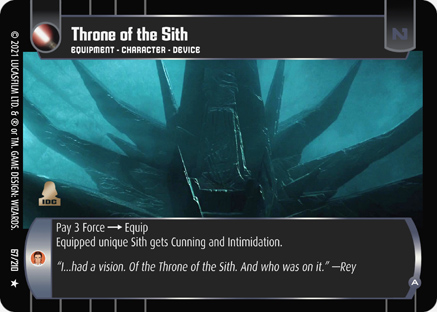 Throne of the Sith
EQUIPMENT - CHARACTER - DEVICE
N
© 2021 LUCASFILM LTD. & ® or TM. GAME DESIGN: WIZARDS.
67/210
IDC
Pay 3 Force ⟶ Equip
Equipped unique Sith gets Cunning and Intimidation.
“I...had a vision. Of the Throne of the Sith. And who was on it.” —Rey
A